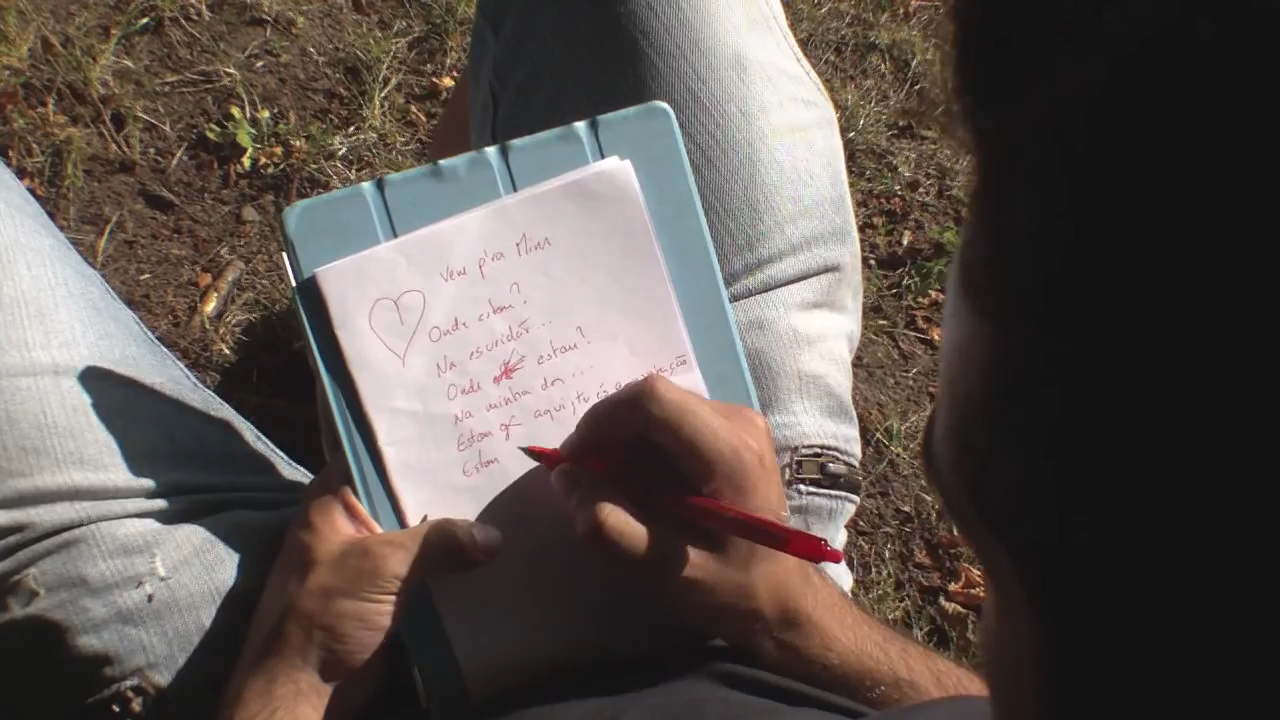 Vem p'ra Mim
Onde estou?
Na escuridão...
Onde estou?
Na minha dor...
Estou aqui, tu és a
Estou